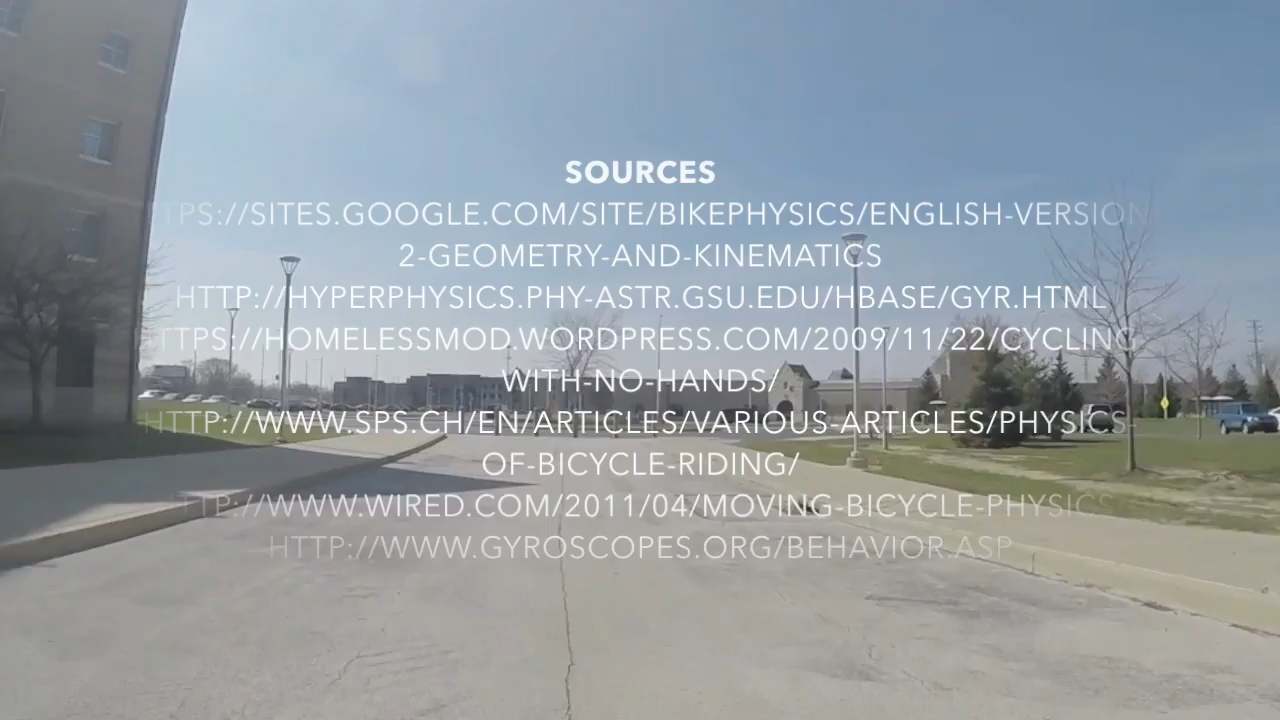 SOURCES
TPS://SITES.GOOGLE.COM/SITE/BIKEPHYSICS/ENGLISH-VERSION
2-GEOMETRY-AND-KINEMATICS
HTTP://HYPERPHYSICS.PHY-ASTR.GSU.EDU/HBASE/GYR.HTML
TTPS://HOMELESSMOD.WORDPRESS.COM/2009/11/22/CYCLING
WITH-NO-HANDS/
HTTP://WWW.SPS.CH/EN/ARTICLES/VARIOUS-ARTICLES/PHYSICS-
OF-BICYCLE-RIDING/
TTP://WWW.WIRED.COM/2011/04/MOVING-BICYCLE-PHYSICS
HTTP://WWW.GYROSCOPES.ORG/BEHAVIOR.ASP